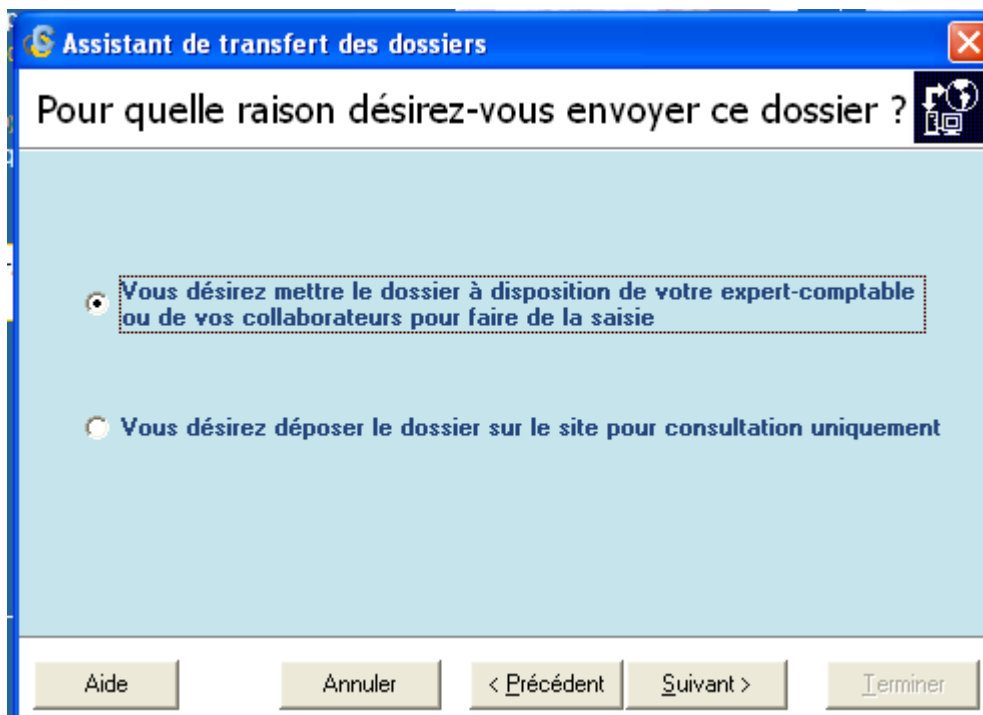 Assistant de transfert des dossiers
Pour quelle raison désirez-vous envoyer ce dossier ?
Vous désirez mettre le dossier à disposition de votre expert-comptable
ou de vos collaborateurs pour faire de la saisie
Vous désirez déposer le dossier sur le site pour consultation uniquement
Aide
Annuler
< Précédent
Suivant >
Terminer